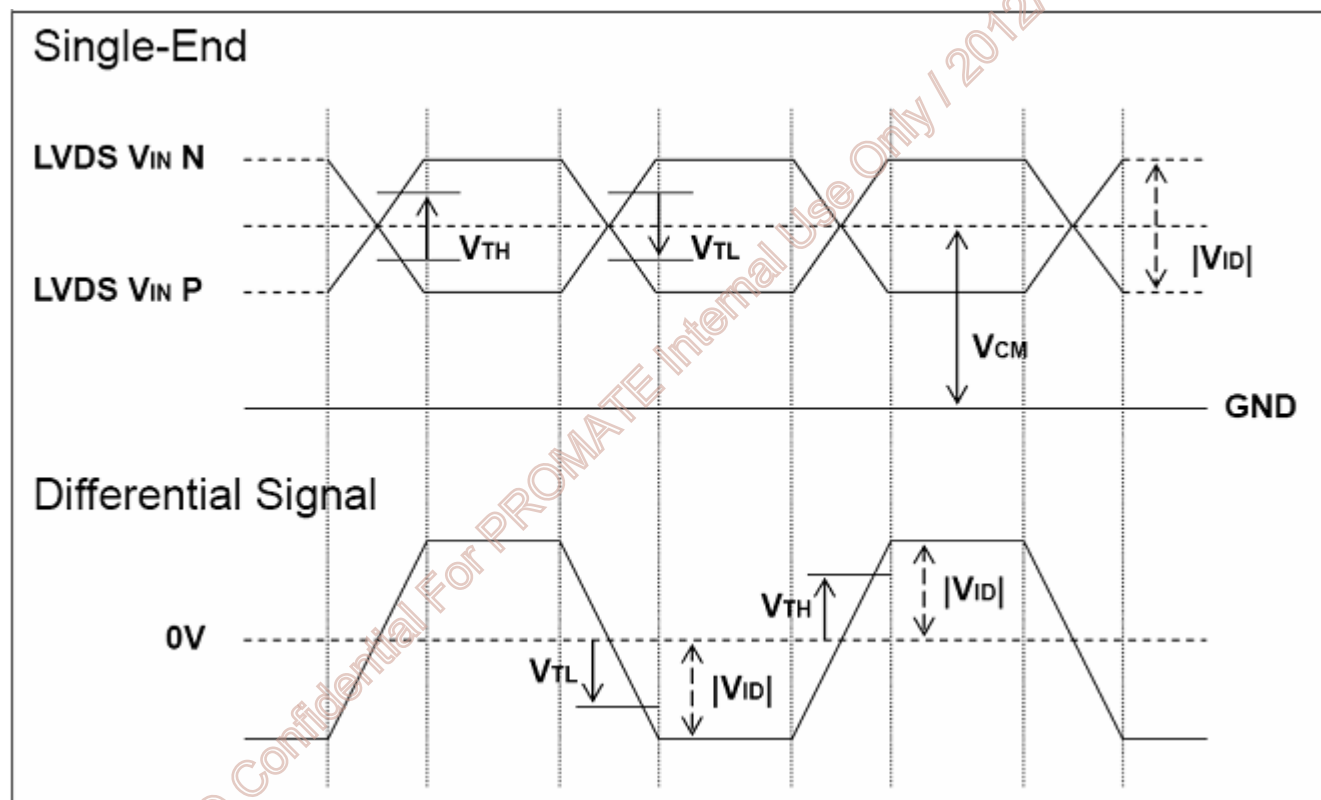 Single-End
LVDS VIN N
VTH
VTL
|VID|
LVDS VIN P
VCM
GND
Differential Signal
|VID|
VTH
0V
VTL
|VID|
Confidential For PROMATE Internal Use Only / 2012/